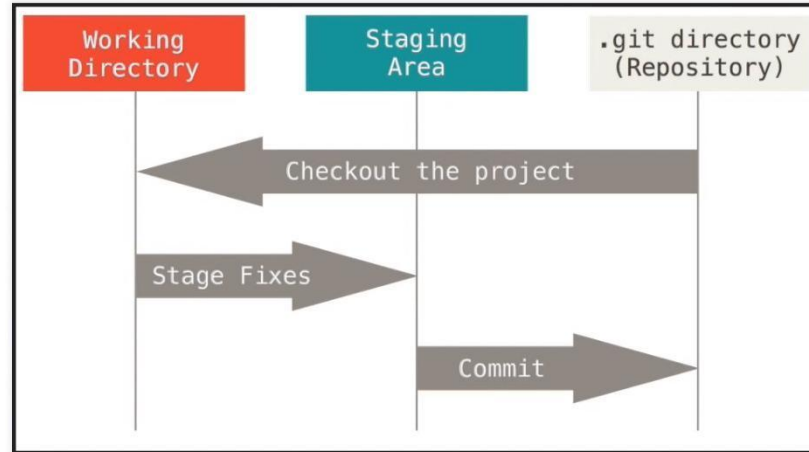 Working
Directory
Staging
Area
.git directory
(Repository)
Checkout the project
Stage Fixes
Commit